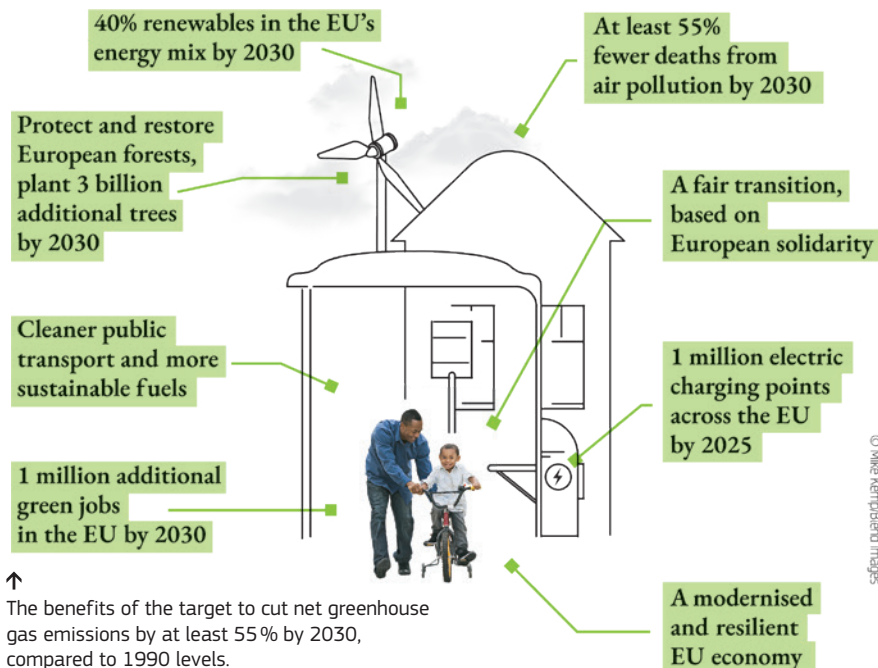 40% renewables in the EU's
energy mix by 2030
At least 55%
fewer deaths from
air pollution by 2030
Protect and restore
European forests,
plant 3 billion
additional trees
by 2030
A fair transition,
based on
European solidarity
Cleaner public
transport and more
sustainable fuels
1 million electric
charging points
across the EU
by 2025
1 million additional
green jobs
in the EU by 2030
A modernised
and resilient
EU economy
↑
The benefits of the target to cut net greenhouse
gas emissions by at least 55% by 2030,
compared to 1990 levels.
© Mike Kemp/Blend Images